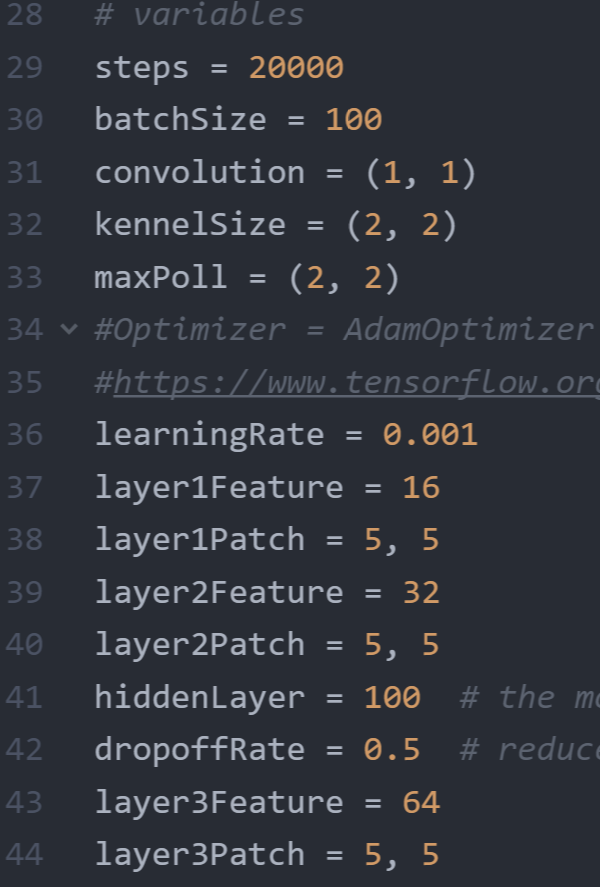 28 # variables
29 steps = 20000
30 batchSize = 100
31 convolution = (1, 1)
32 kennelSize = (2, 2)
33 maxPoll = (2, 2)
34 #Optimizer = AdamOptimizer
35 #https://www.tensorflow.org
36 learningRate = 0.001
37 layer1Feature = 16
38 layer1Patch = 5, 5
39 layer2Feature = 32
40 layer2Patch = 5, 5
41 hiddenLayer = 100 # the
42 dropoffRate = 0.5 # reduce
43 layer3Feature = 64
44 layer3Patch = 5, 5